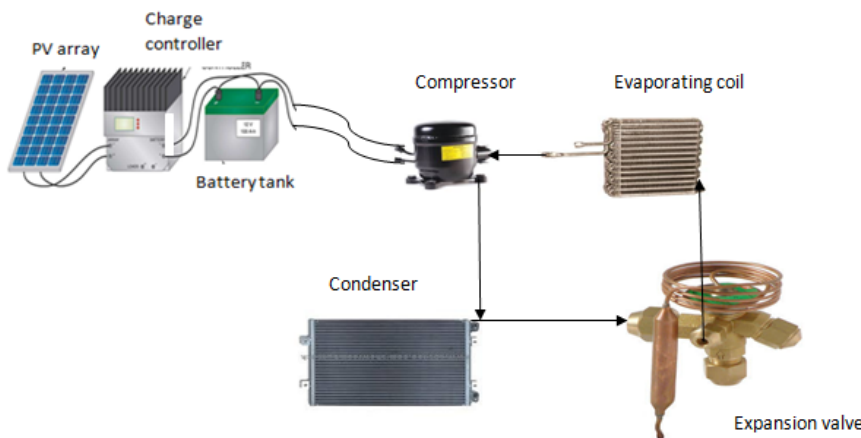 Charge
controller
PV array
Compressor
Evaporating coil
Battery tank
Condenser
Expansion valve